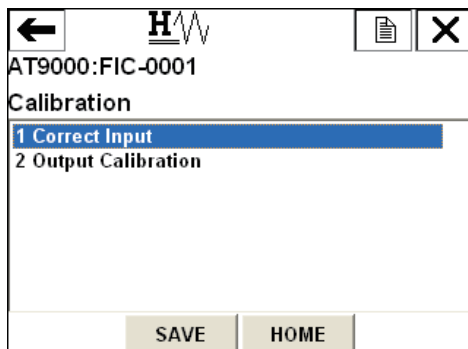 H
AT9000:FIC-0001
Calibration
1 Correct Input
2 Output Calibration
SAVE HOME